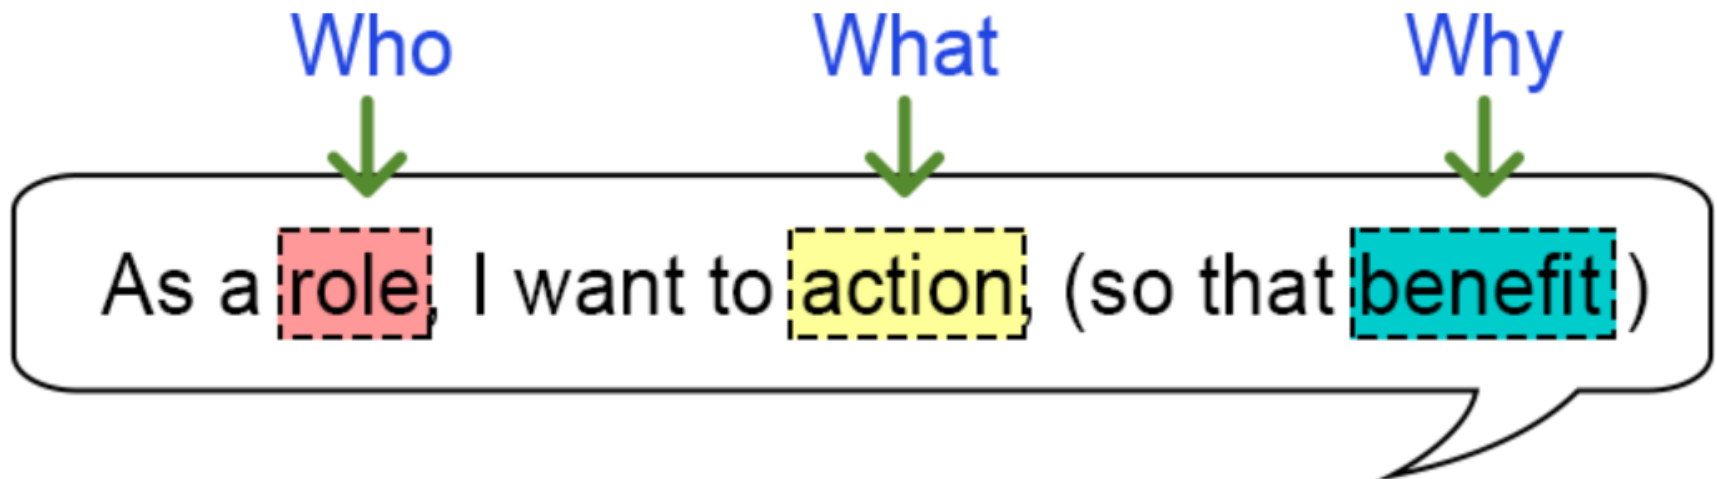 Who What Why
As a role, I want to action, (so that benefit )